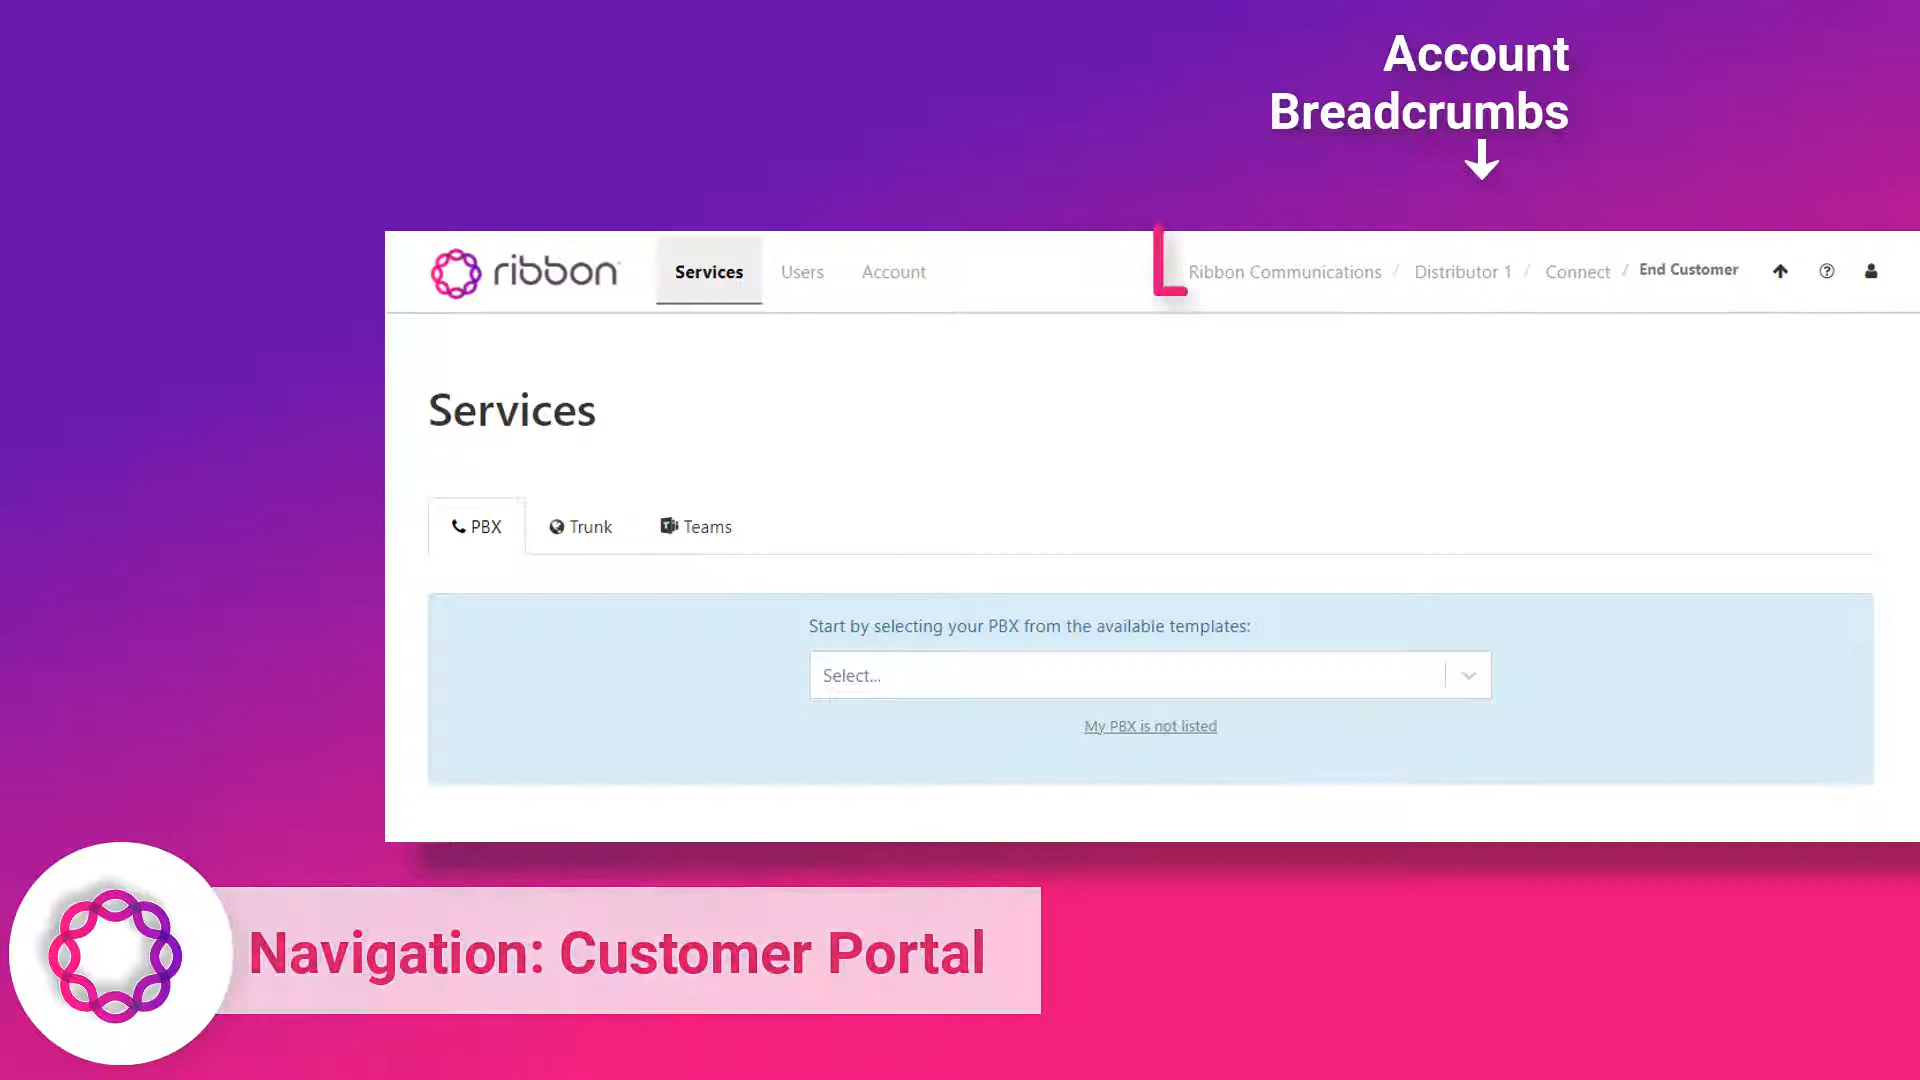 Account
Breadcrumbs
ribbon
Services Users Account
Ribbon Communications / Distributor 1 / Connect / End Customer
Services
PBX Trunk Teams
Start by selecting your PBX from the available templates:
Select...
My PBX is not listed
Navigation: Customer Portal